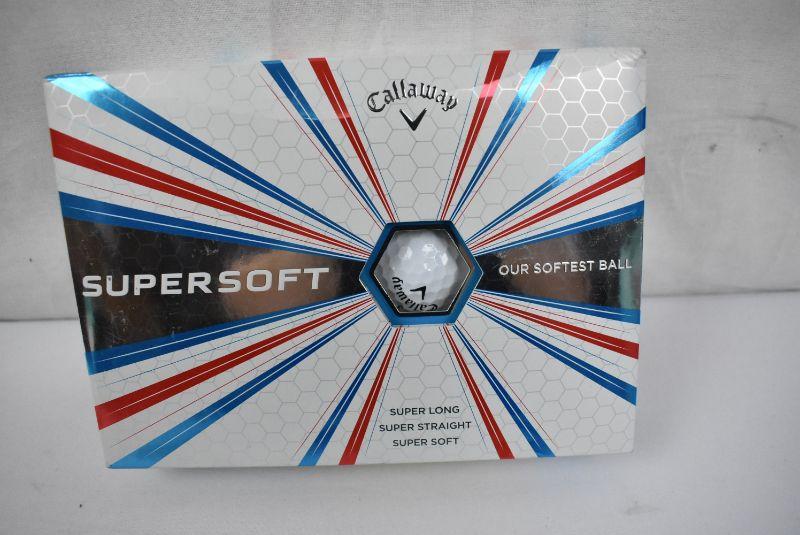 Callaway
SUPERSOFT
OUR SOFTEST BALL
Callaway
SUPER LONG
SUPER STRAIGHT
SUPER SOFT